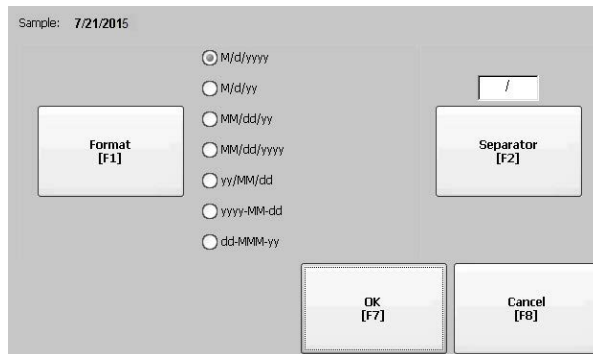 Sample: 7/21/2015
M/d/yyyy
M/d/yy
/
MM/dd/yy
Format
[F1]
MM/dd/yyyy
Separator
[F2]
yy/MM/dd
yyyy-MM-dd
dd-MMM-yy
OK
[F7]
Cancel
[F8]